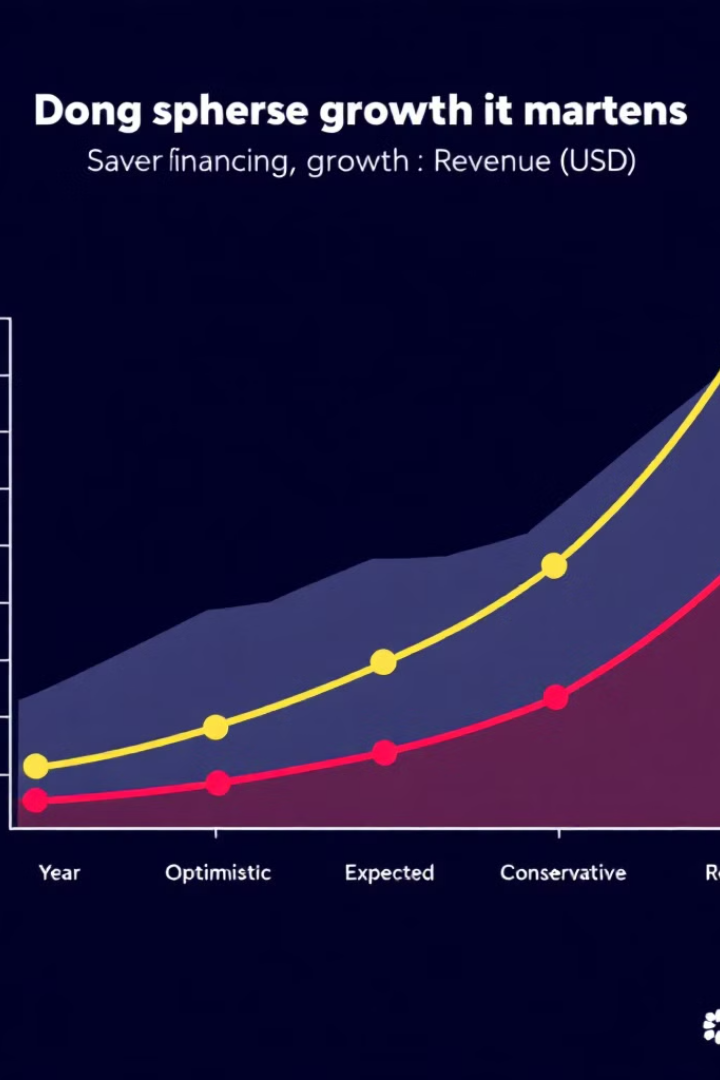 Dong spherse growth it martens
Saver financing, growth : Revenue (USD)
Year Optimistic Expected Conservative